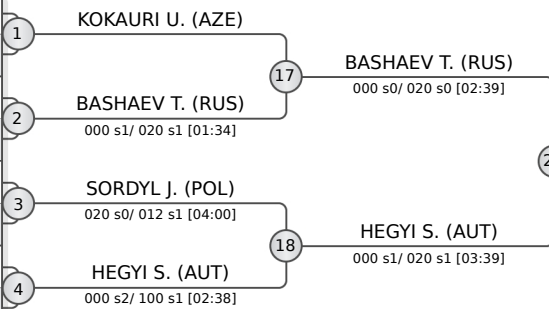 1
KOKAURI U. (AZE)
17
BASHAEV T. (RUS)
000 s0/ 020 s0 [02:39]
2
BASHAEV T. (RUS)
000 s1/ 020 s1 [01:34]
3
SORDYL J. (POL)
020 s0/ 012 s1 [04:00]
18
HEGYI S. (AUT)
000 s1/ 020 s1 [03:39]
4
HEGYI S. (AUT)
000 s2/ 100 s1 [02:38]